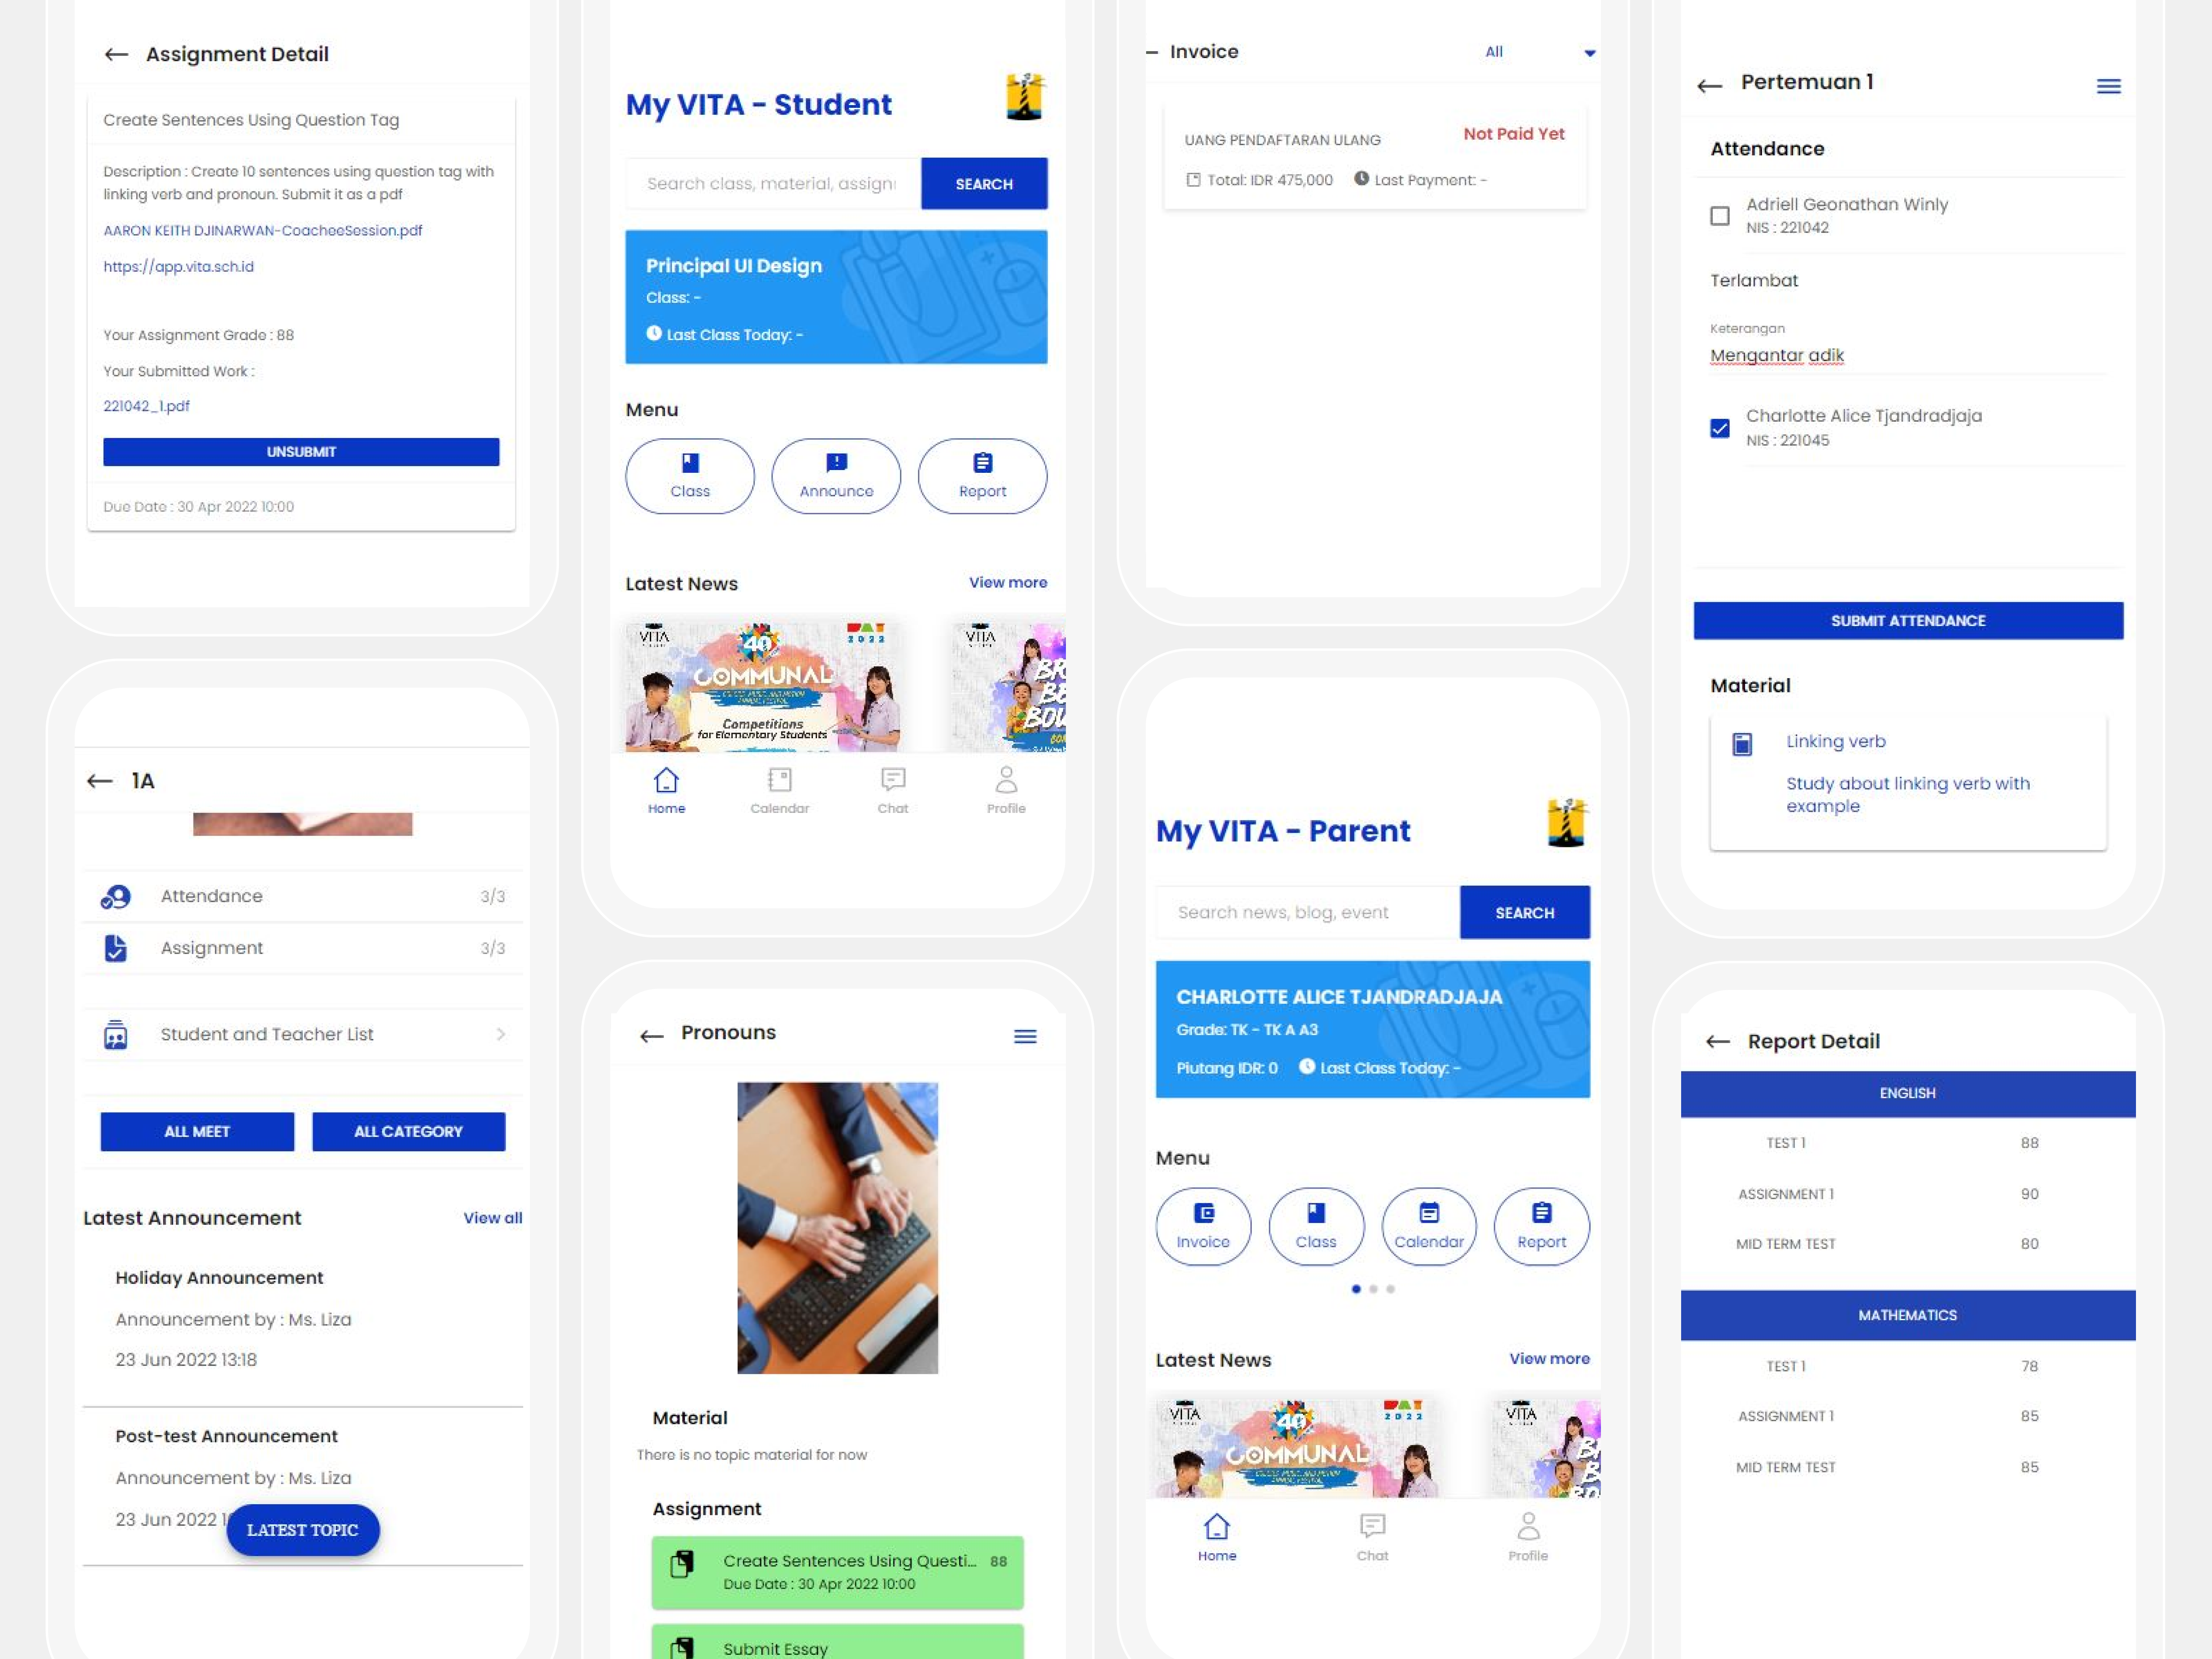 Assignment Detail
Create Sentences Using Question Tag
Description : Create 10 sentences using question tag with
linking verb and pronoun. Submit it as a pdf
AARON KEITH DJINARWAN-CoacheeSession.pdf
https://app.vita.sch.id
Your Assignment Grade : 88
Your Submitted Work :
221042_1.pdf
UNSUBMIT
Due Date : 30 Apr 2022 10:00
1A
Attendance 3/3
Assignment 3/3
Student and Teacher List
ALL MEET ALL CATEGORY
Latest Announcement View all
Holiday Announcement
Announcement by : Ms. Liza
23 Jun 2022 13:18
Post-test Announcement
Announcement by : Ms. Liza
23 Jun 2022
LATEST TOPIC
My VITA - Student
Search class, material, assign
SEARCH
Principal UI Design
Class: -
Last Class Today: -
Menu
Class Announce Report
Latest News View more
VITA 40 DAY 2022
COMMUNAL
Competitions
for Elementary Students
VITA
Home Calendar Chat Profile
Pronouns
Material
There is no topic material for now
Assignment
Create Sentences Using Questi... 88
Due Date : 30 Apr 2022 10:00
Submit Essay
Invoice All
UANG PENDAFTARAN ULANG Not Paid Yet
Total: IDR 475,000 Last Payment: -
My VITA - Parent
Search news, blog, event SEARCH
CHARLOTTE ALICE TJANDRADJAJA
Grade: TK - TK A A3
Piutang IDR: 0 Last Class Today: -
Menu
Invoice Class Calendar Report
Latest News View more
VITA 40 DAY 2022
COMMUNAL
VITA
Home Chat Profile
Pertemuan 1
Attendance
Adriell Geonathan Winly
NIS : 221042
Terlambat
Keterangan
Mengantar adik
Charlotte Alice Tjandradjaja
NIS : 221045
SUBMIT ATTENDANCE
Material
Linking verb
Study about linking verb with
example
Report Detail
ENGLISH
TEST 1 88
ASSIGNMENT 1 90
MID TERM TEST 80
MATHEMATICS
TEST 1 78
ASSIGNMENT 1 85
MID TERM TEST 85